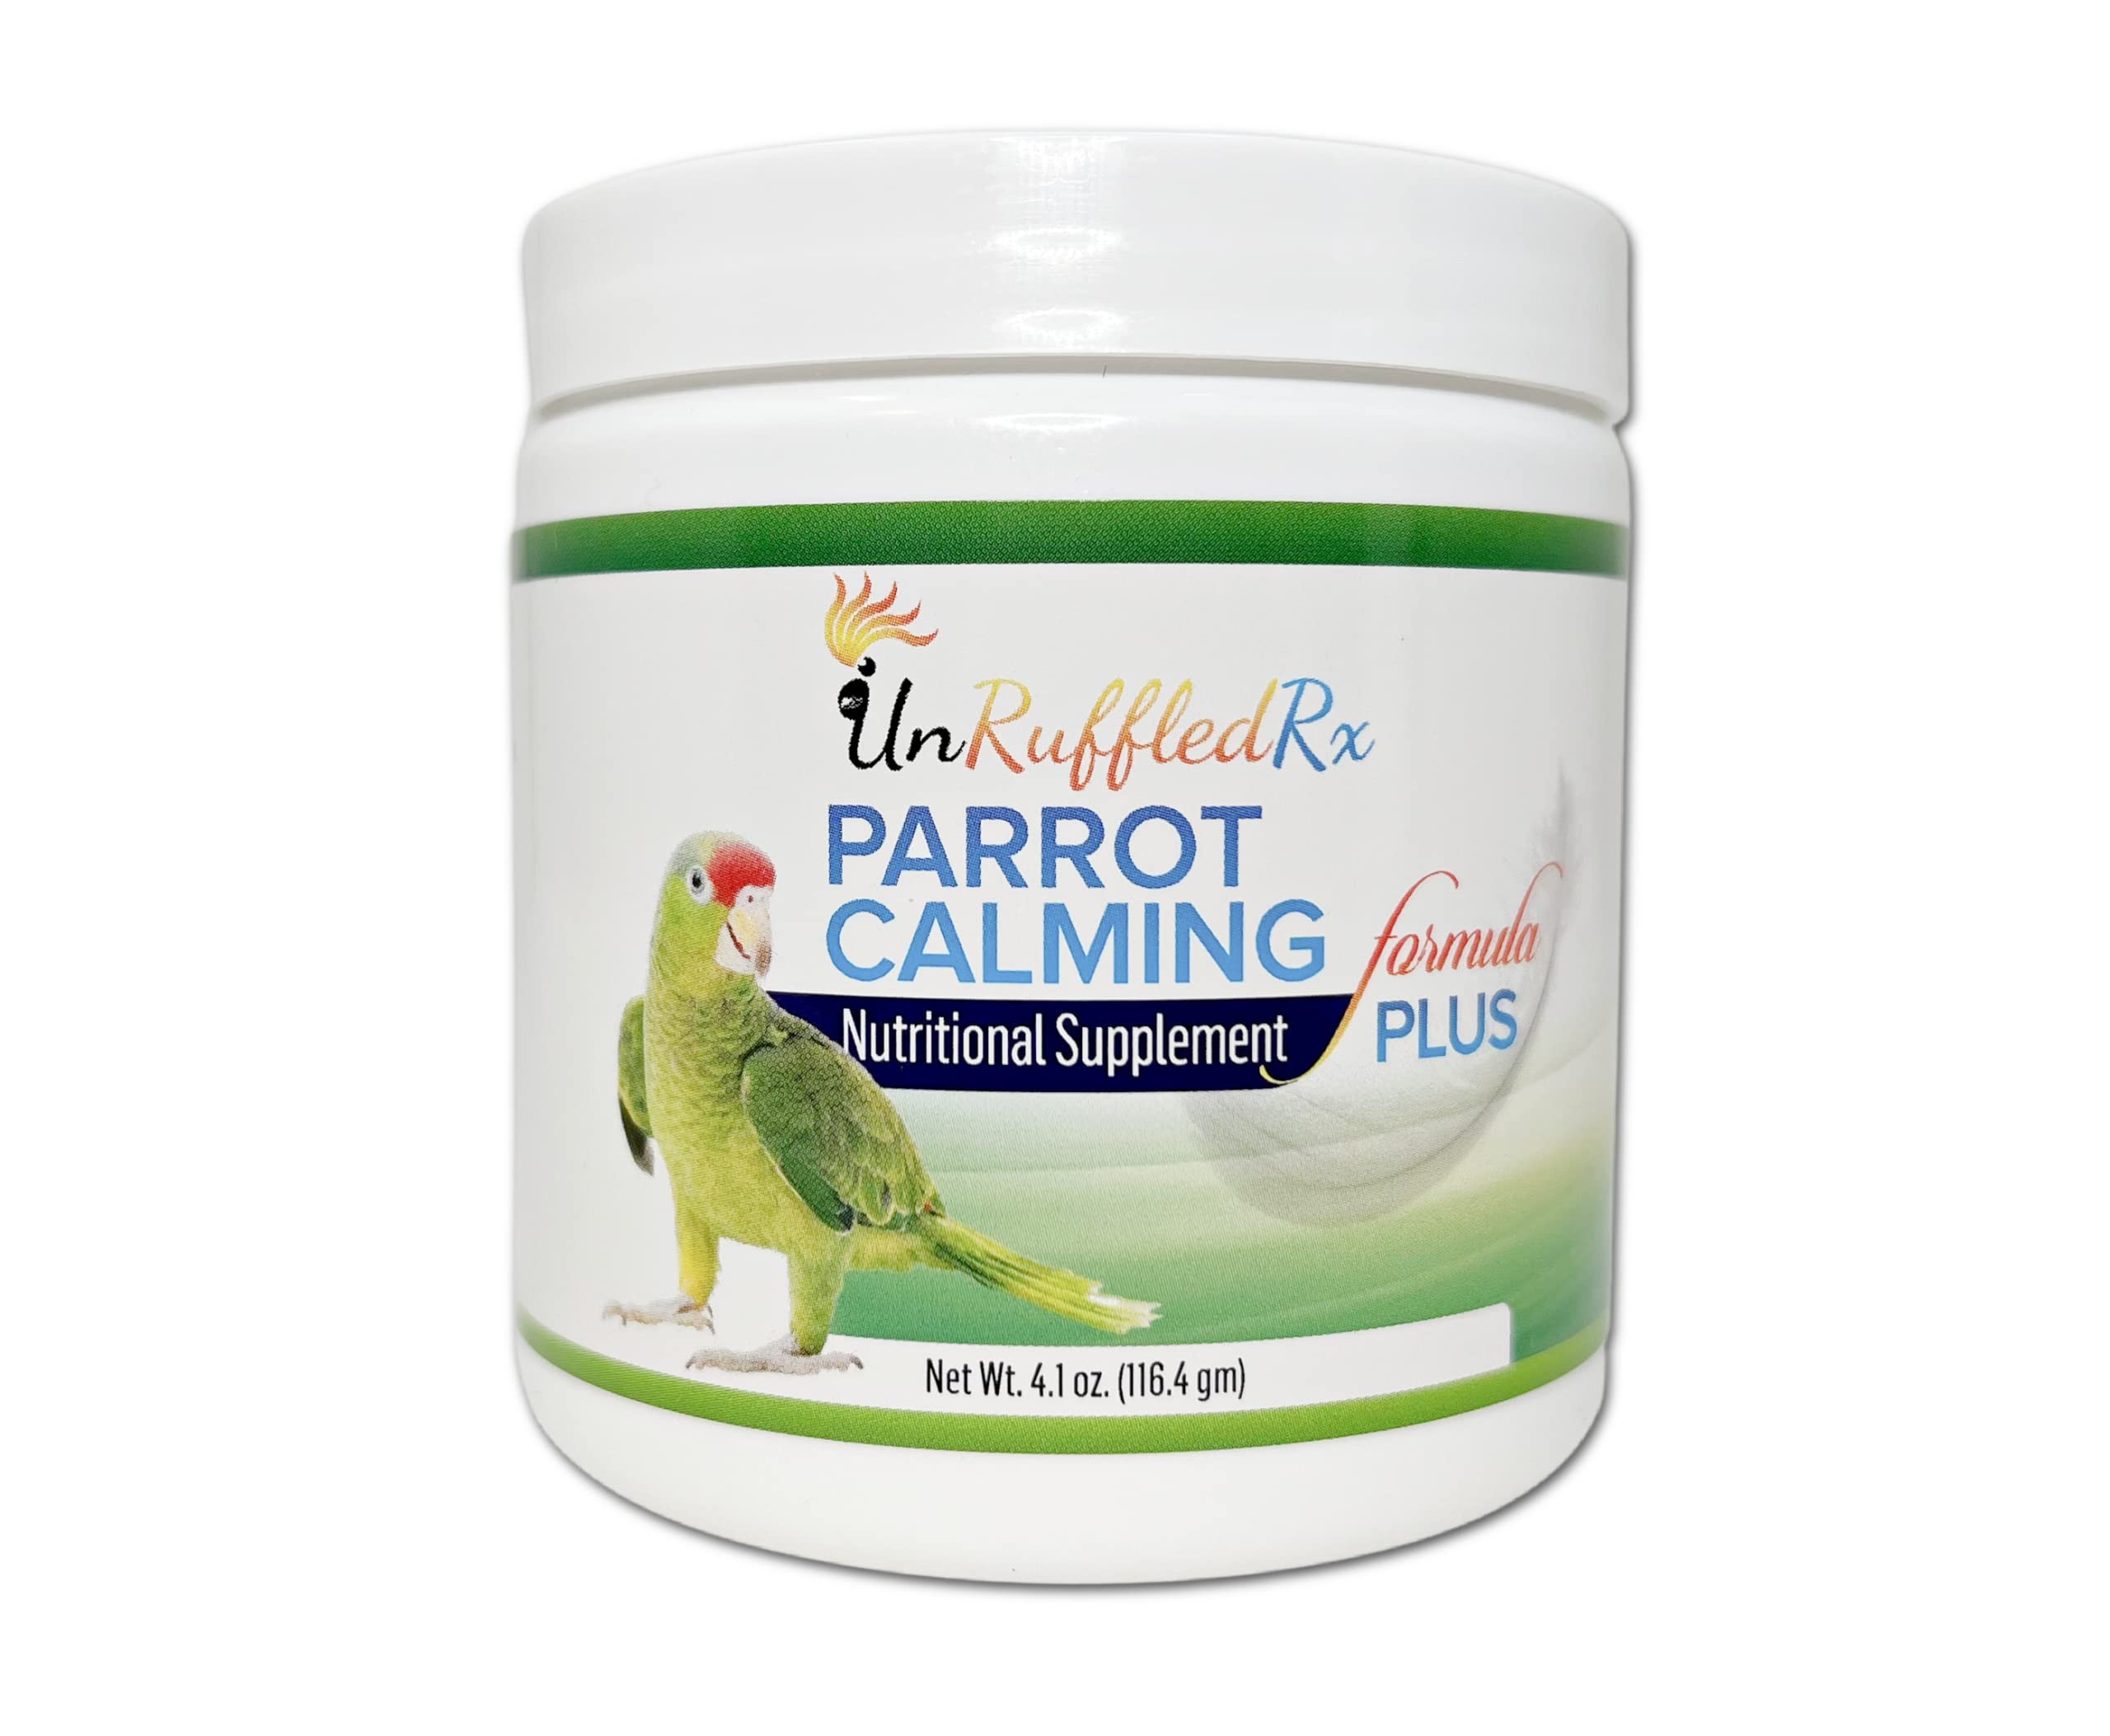 UnRuffledRx
PARROT
CALMING
formula
PLUS
Nutritional Supplement
Net Wt. 4.1 oz. (116.4 gm)